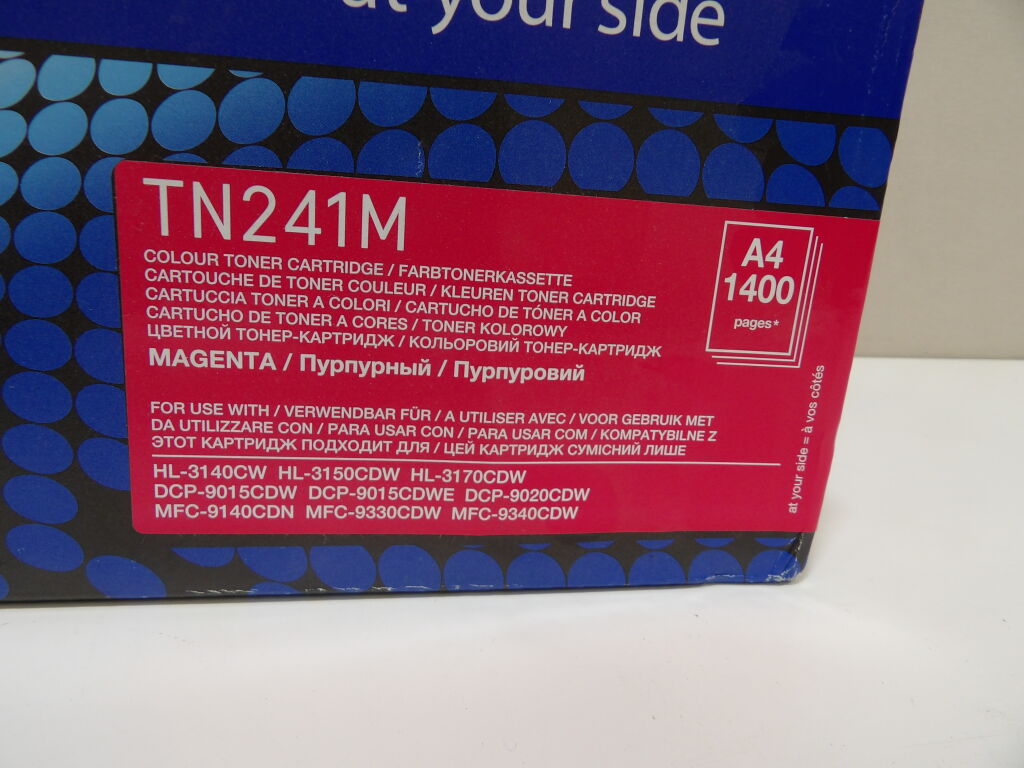 at your side
TN241M
COLOUR TONER CARTRIDGE / FARBTONERKASSETTE
CARTOUCHE DE TONER COULEUR / KLEUREN TONER CARTRIDGE
CARTUCCIA TONER A COLORI / CARTUCHO DE TÓNER A COLOR
CARTUCHO DE TONER A CORES / TONER KOLOROWY
ЦВЕТНОЙ ТОНЕР-КАРТРИДЖ / КОЛЬОРОВИЙ ТОНЕР-КАРТРИДЖ
MAGENTA / Пурпурный / Пурпуровий
A4
1400
pages*
FOR USE WITH / VERWENDBAR FÜR / A UTILISER AVEC / VOOR GEBRUIK MET
DA UTILIZZARE CON / PARA USAR CON / PARA USAR COM / KOMPATYBILNE Z
ЭТОТ КАРТРИДЖ ПОДХОДИТ ДЛЯ / ЦЕЙ КАРТРИДЖ СУМІСНИЙ ЛИШЕ
HL-3140CW HL-3150CDW HL-3170CDW
DCP-9015CDW DCP-9015CDWE DCP-9020CDW
MFC-9140CDN MFC-9330CDW MFC-9340CDW
at your side = à vos côtés